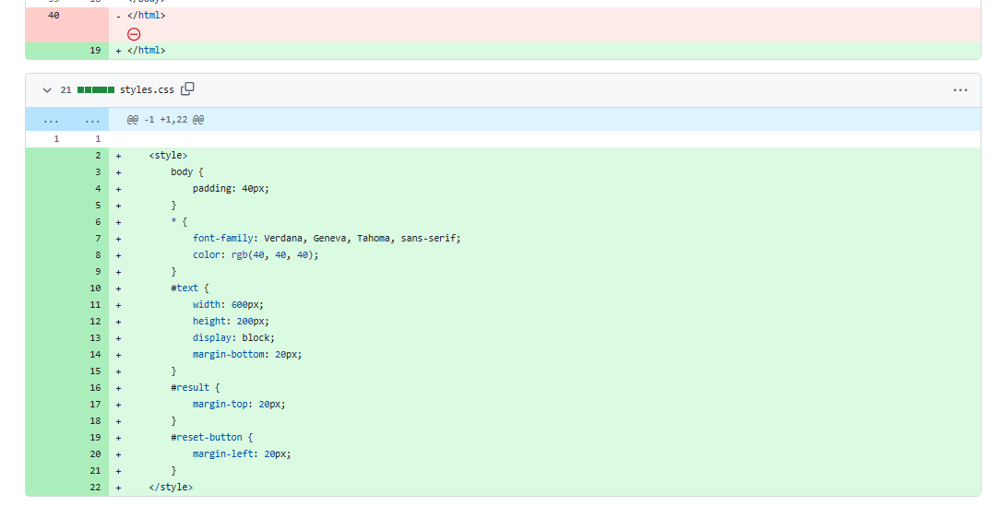 39 18 </body>
40 - </html>
19 + </html>
21 styles.css
... ... @@ -1 +1,22 @@
1 1
2 + <style>
3 + body {
4 + padding: 40px;
5 + }
6 + * {
7 + font-family: Verdana, Geneva, Tahoma, sans-serif;
8 + color: rgb(40, 40, 40);
9 + }
10 + #text {
11 + width: 600px;
12 + height: 200px;
13 + display: block;
14 + margin-bottom: 20px;
15 + }
16 + #result {
17 + margin-top: 20px;
18 + }
19 + #reset-button {
20 + margin-left: 20px;
21 + }
22 + </style>